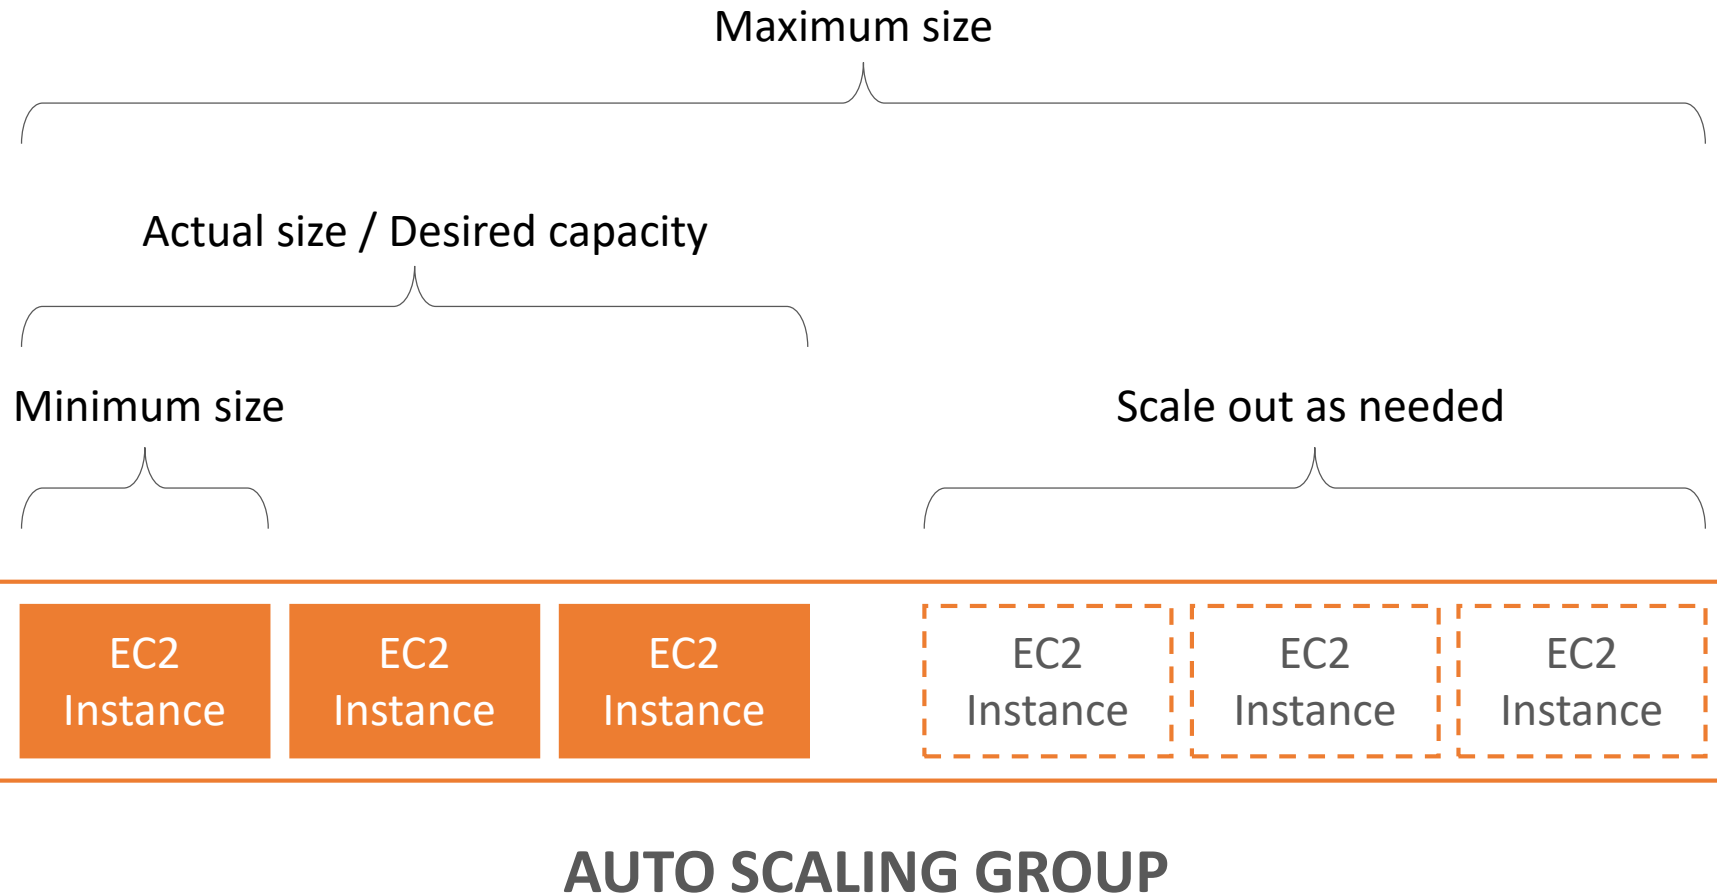 Maximum size
Actual size / Desired capacity
Minimum size
Scale out as needed
EC2
Instance
EC2
Instance
EC2
Instance
EC2
Instance
EC2
Instance
EC2
Instance
AUTO SCALING GROUP